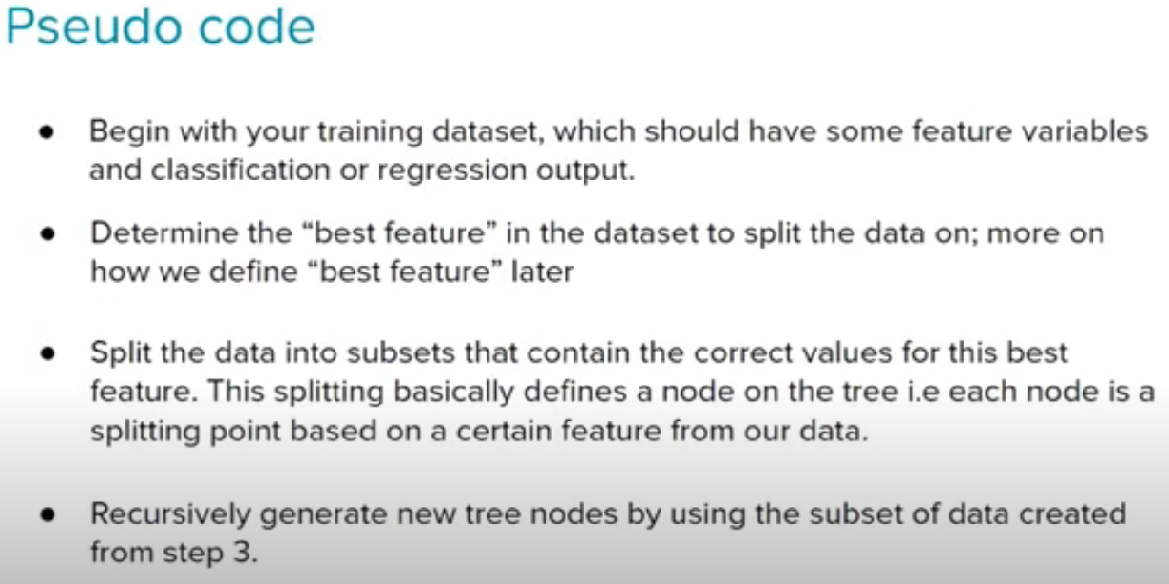 Pseudo code
● Begin with your training dataset, which should have some feature variables
and classification or regression output.
● Determine the “best feature” in the dataset to split the data on; more on
how we define “best feature” later
● Split the data into subsets that contain the correct values for this best
feature. This splitting basically defines a node on the tree i.e each node is a
splitting point based on a certain feature from our data.
● Recursively generate new tree nodes by using the subset of data created
from step 3.